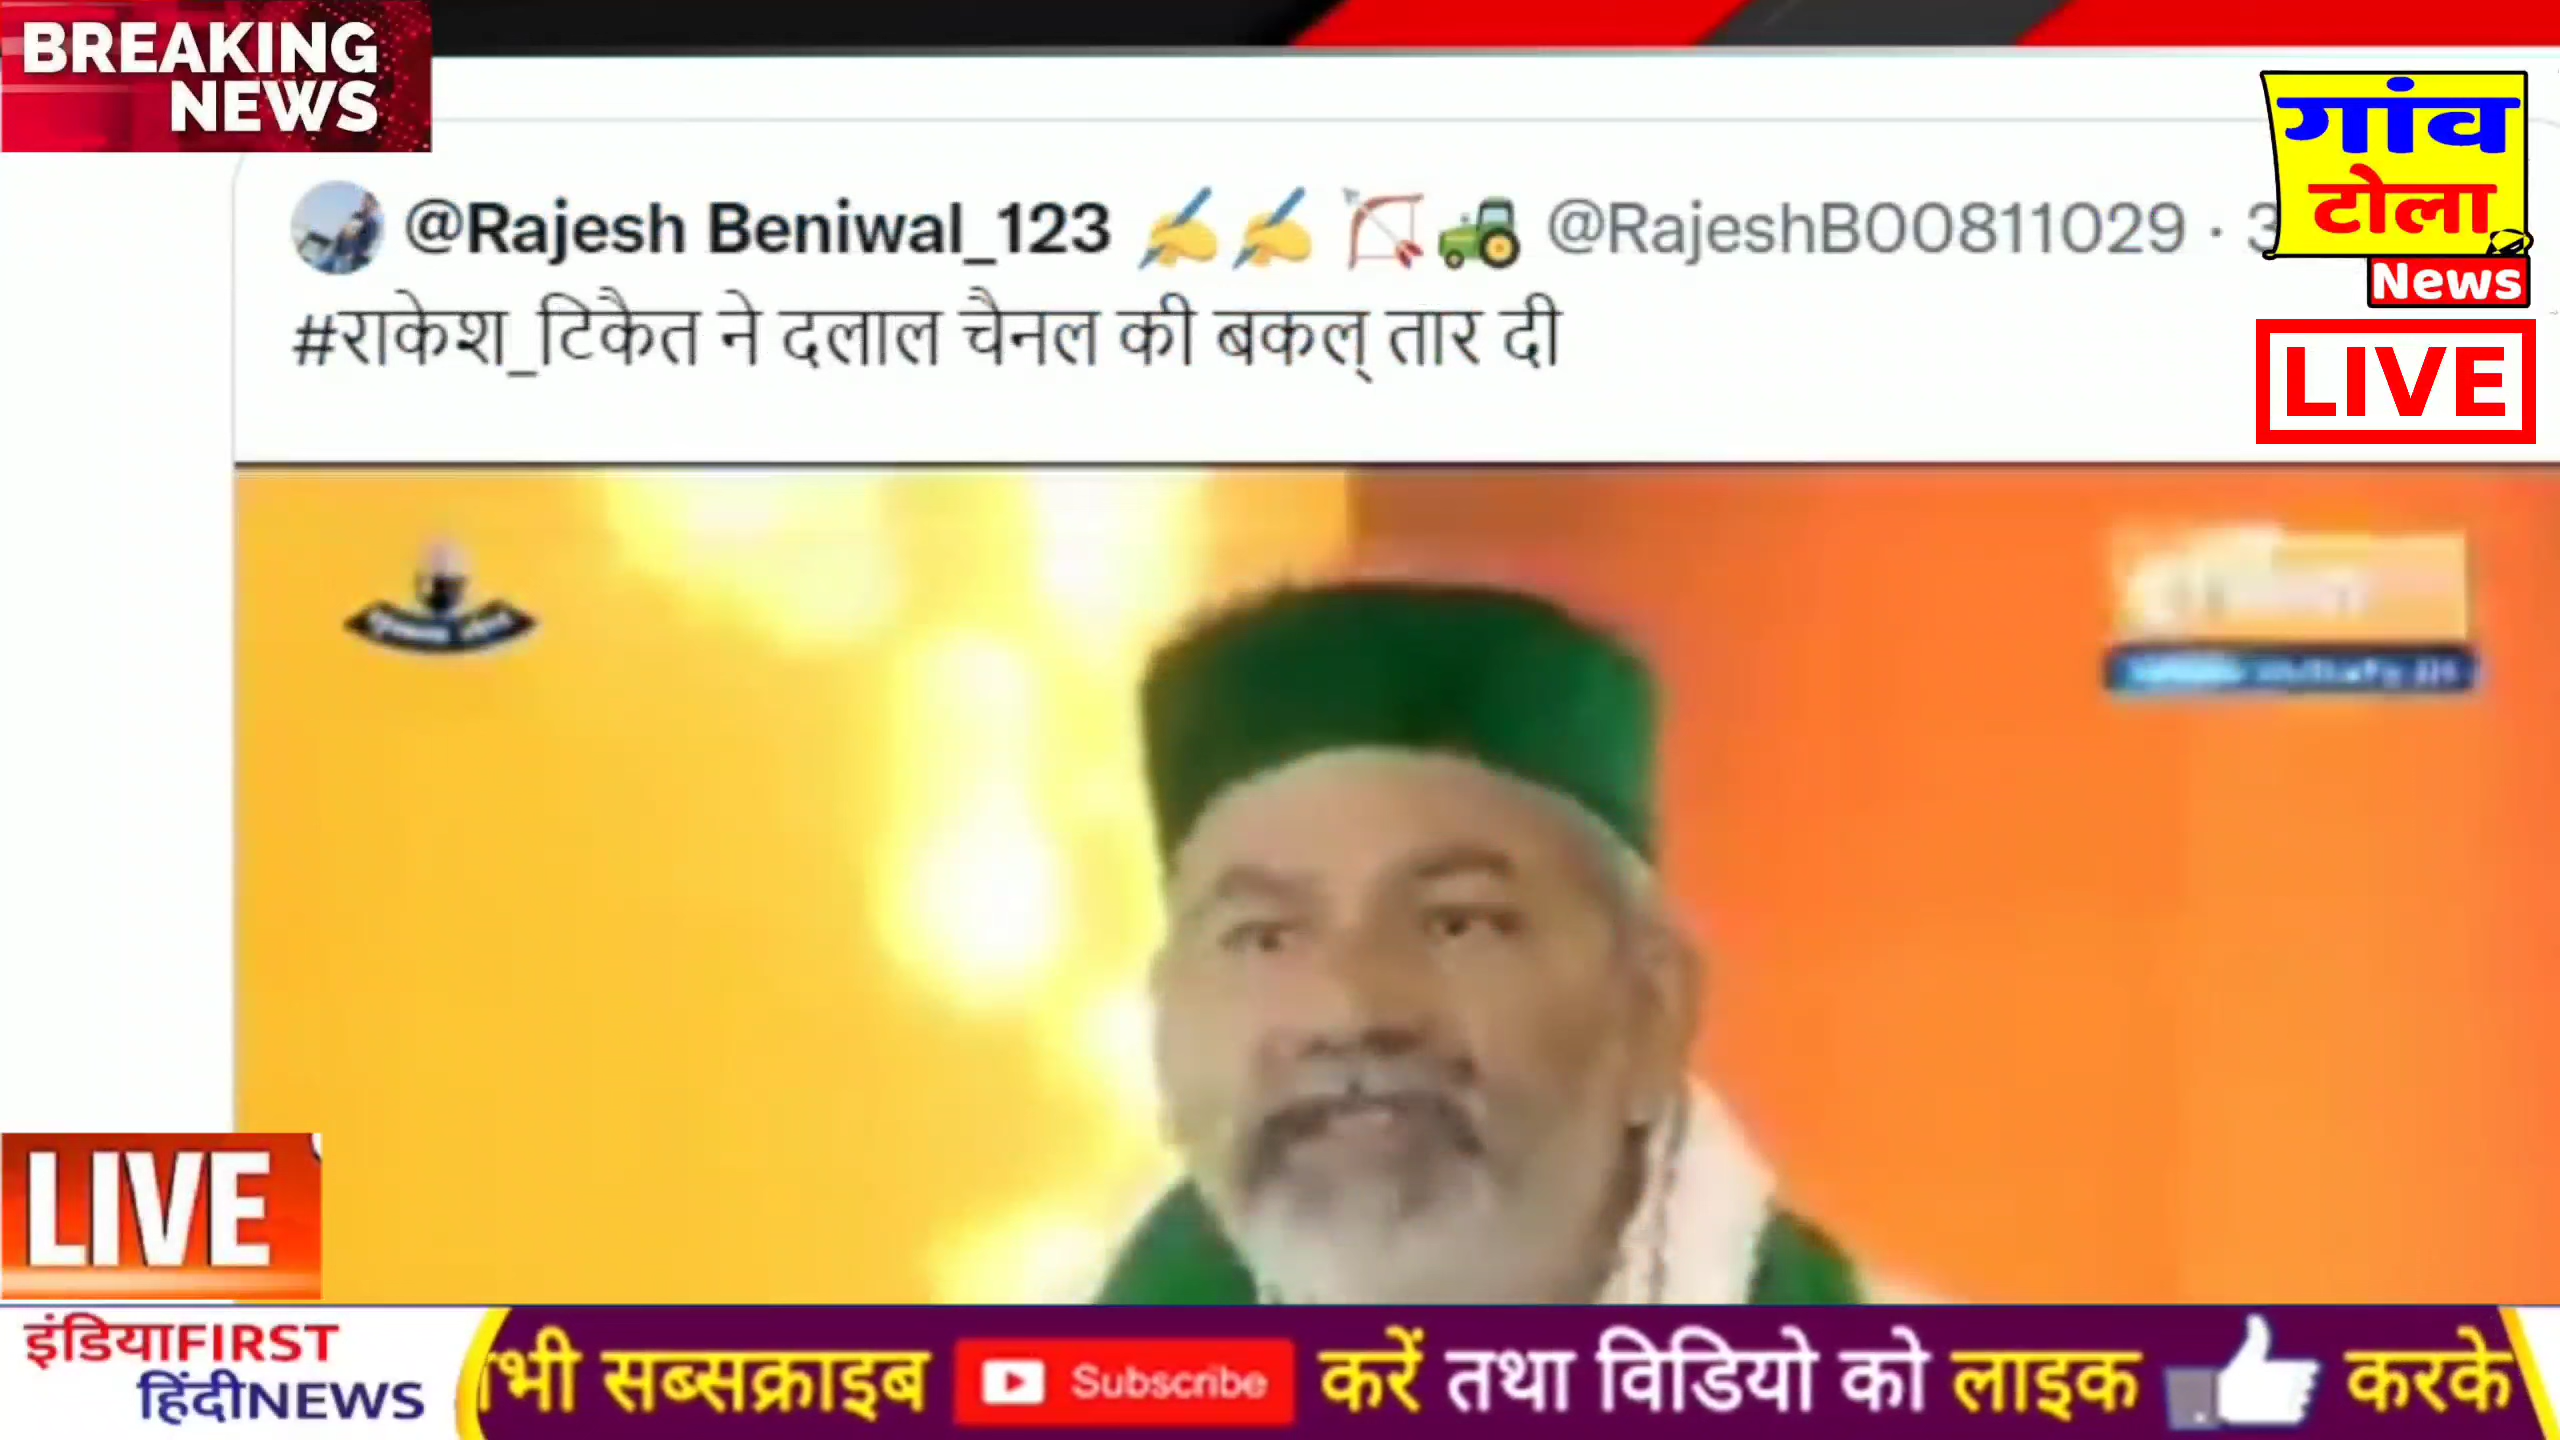 BREAKING
NEWS
गांव
टोला
News
LIVE
@Rajesh Beniwal_123 ✍✍ 🏹🚜 @RajeshB00811029 · 3
#राकेश_टिकैत ने दलाल चैनल की बकल् तार दी
LIVE
इंडियाFIRST
हिंदीNEWS
भी सब्सक्राइब Subscribe करें तथा विडियो को लाइक करके